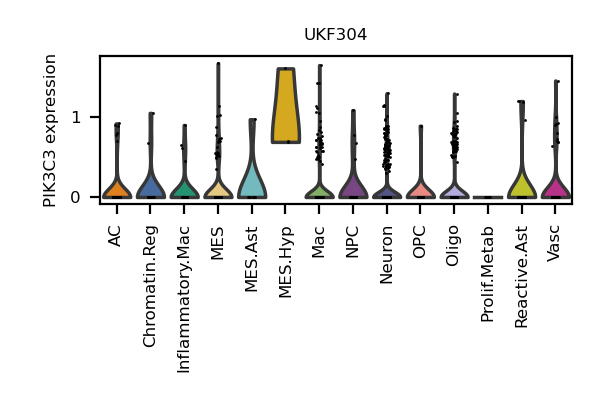 UKF304
PIK3C3 expression
1
0
AC
Chromatin.Reg
Inflammatory.Mac
MES
MES.Ast
MES.Hyp
Mac
NPC
Neuron
OPC
Oligo
Prolif.Metab
Reactive.Ast
Vasc